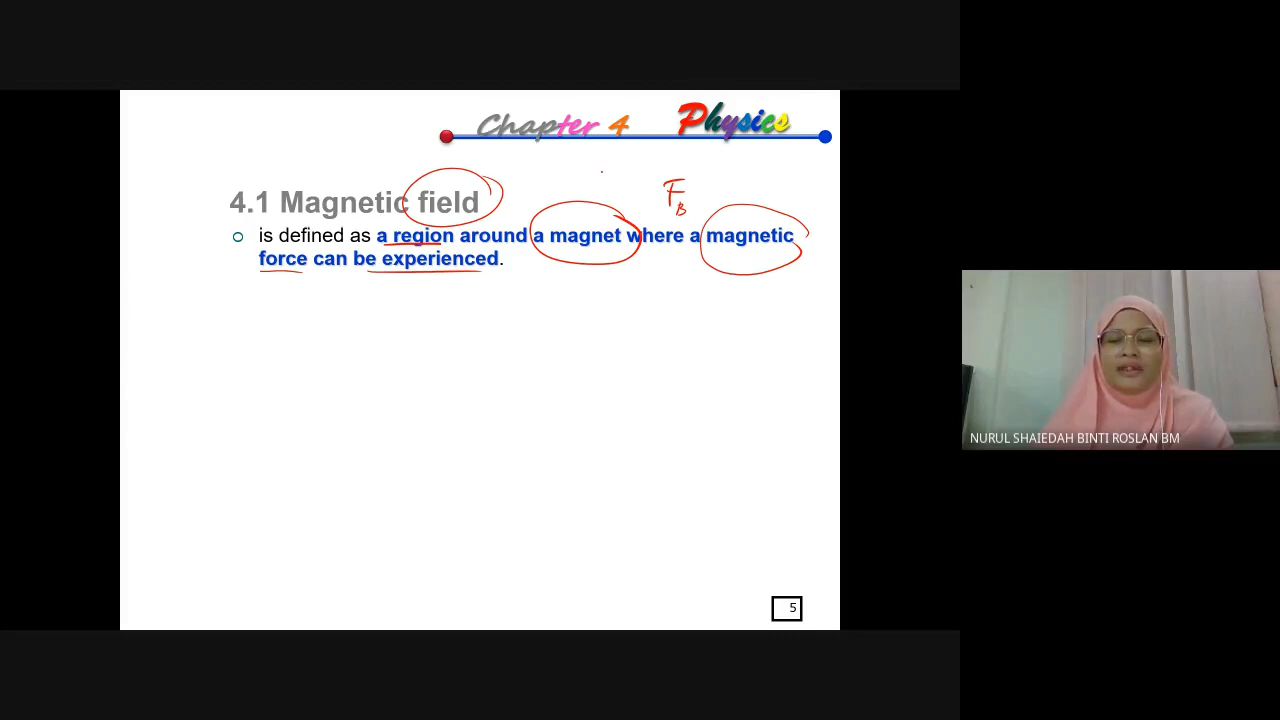 Chapter 4 Physics
4.1 Magnetic field
F_B
is defined as a region around a magnet where a magnetic
force can be experienced.
5
NURUL SHAIEDAH BINTI ROSLAN BM